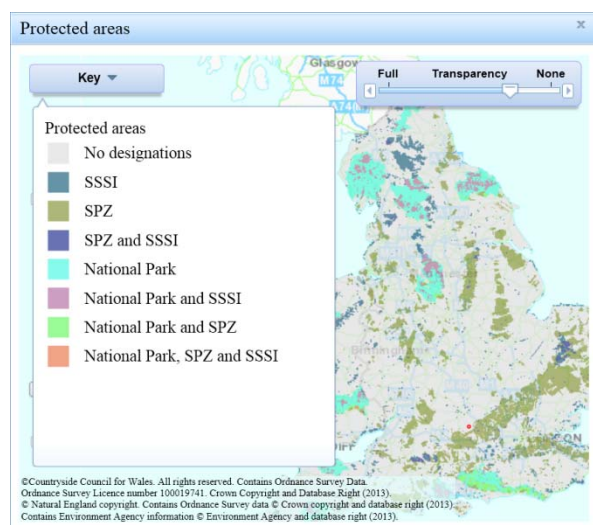 Protected areas
×
Glasgow
Key
Full Transparency None
M74
A74(M)
Protected areas
No designations
SSSI
SPZ
SPZ and SSSI
National Park
National Park and SSSI
National Park and SPZ
National Park, SPZ and SSSI
©Countryside Council for Wales. All rights reserved. Contains Ordnance Survey Data.
Ordnance Survey Licence number 100019741. Crown Copyright and Database Right (2013).
© Natural England copyright. Contains Ordnance Survey data © Crown copyright and database right (2013)
Contains Environment Agency information © Environment Agency and database right (2013).